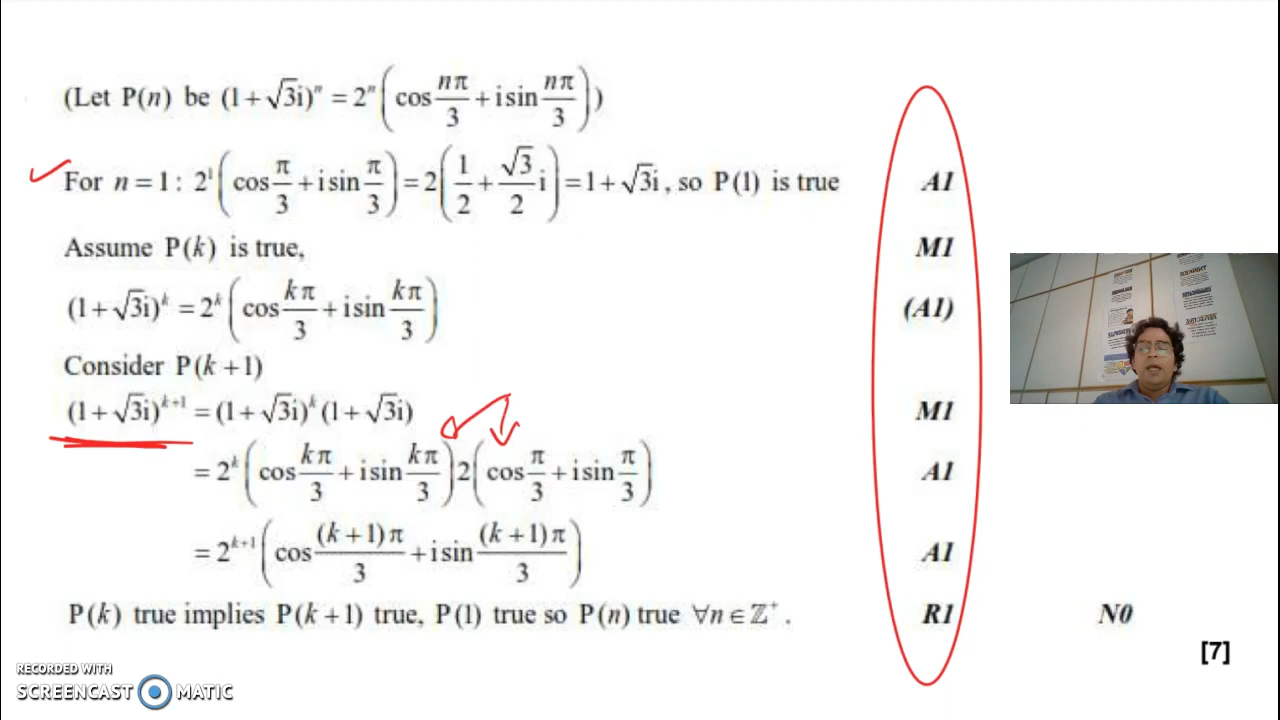 (Let P(n) be (1 + √3i)ⁿ = 2ⁿ(cos nπ/3 + i sin nπ/3))
For n = 1 : 2¹(cos π/3 + i sin π/3) = 2(1/2 + √3/2 i) = 1 + √3i, so P(1) is true A1
Assume P(k) is true, M1
(1 + √3i)ᵏ = 2ᵏ(cos kπ/3 + i sin kπ/3) (A1)
Consider P(k + 1)
(1 + √3i)ᵏ⁺¹ = (1 + √3i)ᵏ (1 + √3i) M1
= 2ᵏ(cos kπ/3 + i sin kπ/3)2(cos π/3 + i sin π/3) A1
= 2ᵏ⁺¹(cos (k + 1)π/3 + i sin (k + 1)π/3) A1
P(k) true implies P(k + 1) true, P(1) true so P(n) true ∀n ∈ ℤ⁺ . R1 N0
[7]
RECORDED WITH
SCREENCAST MATIC